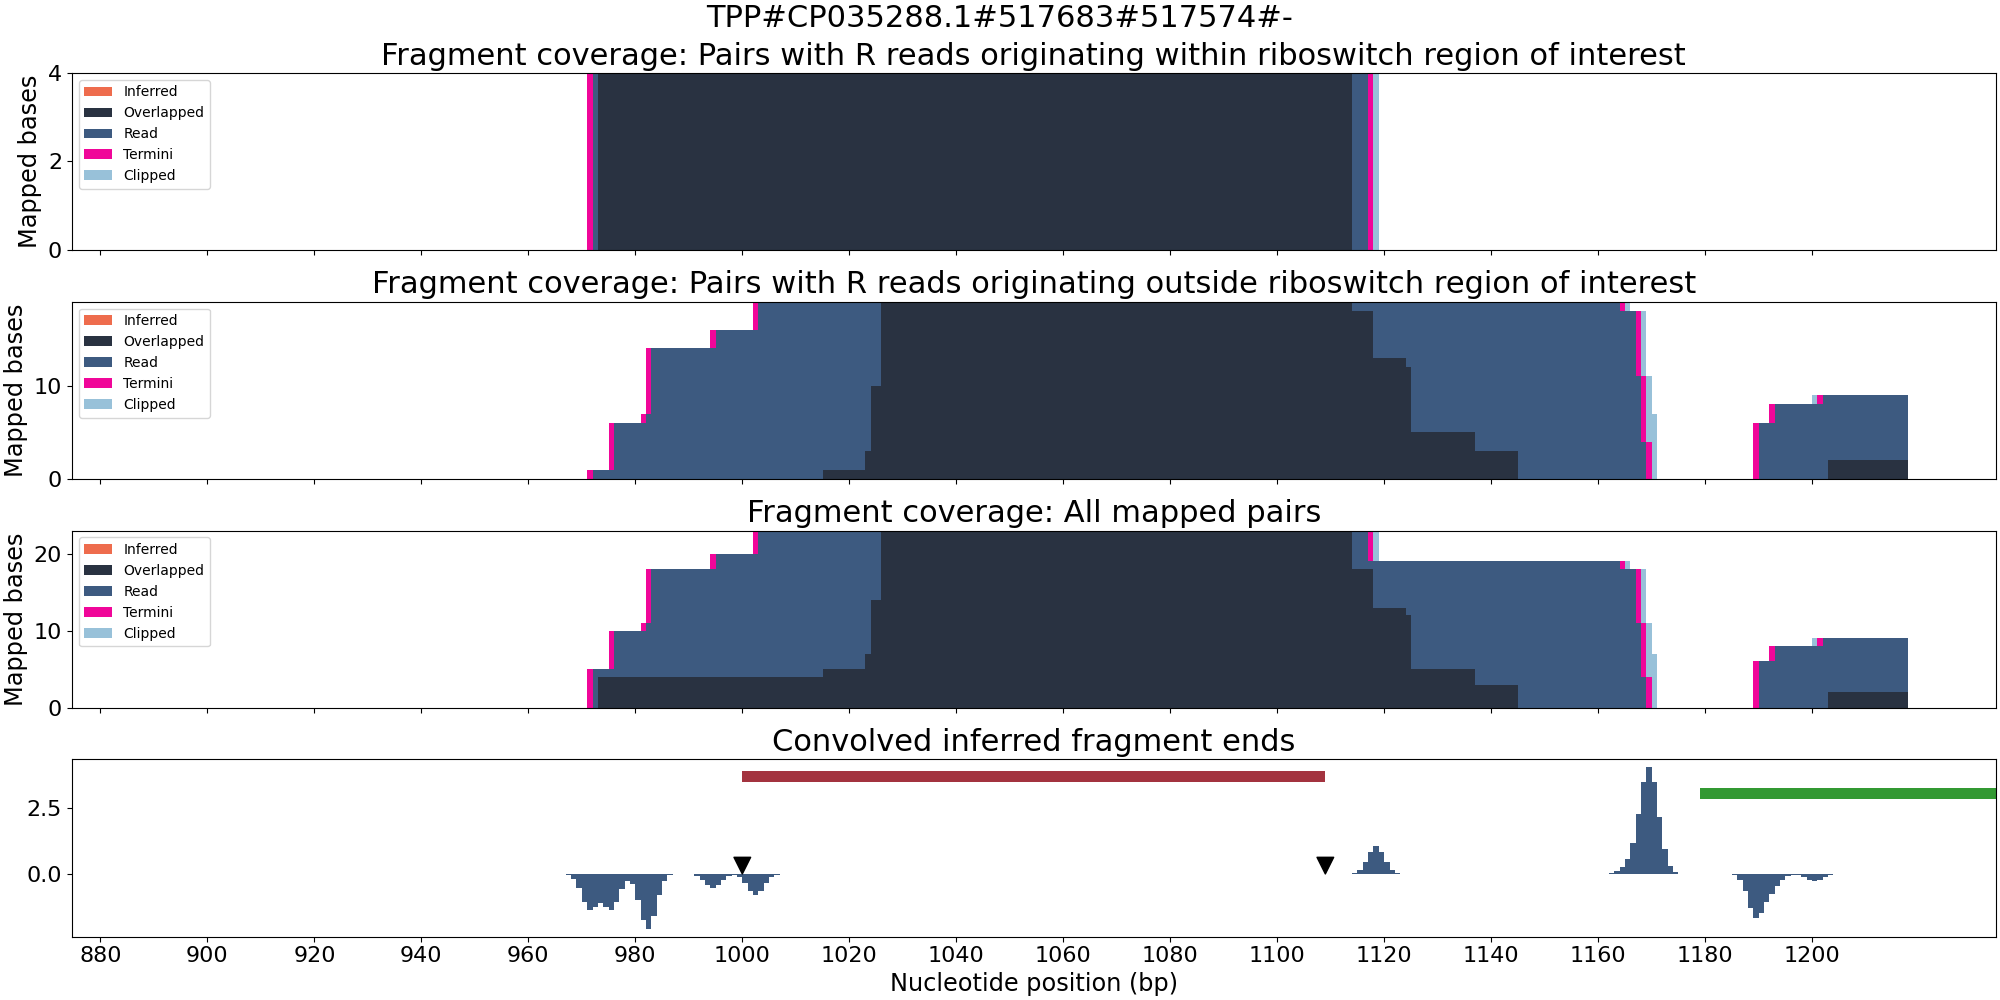 TPP#CP035288.1#517683#517574#-
Fragment coverage: Pairs with R reads originating within riboswitch region of interest
Mapped bases
4
2
0
Inferred
Overlapped
Read
Termini
Clipped
Fragment coverage: Pairs with R reads originating outside riboswitch region of interest
Mapped bases
10
0
Inferred
Overlapped
Read
Termini
Clipped
Fragment coverage: All mapped pairs
Mapped bases
20
10
0
Inferred
Overlapped
Read
Termini
Clipped
Convolved inferred fragment ends
2.5
0.0
880 900 920 940 960 980 1000 1020 1040 1060 1080 1100 1120 1140 1160 1180 1200
Nucleotide position (bp)